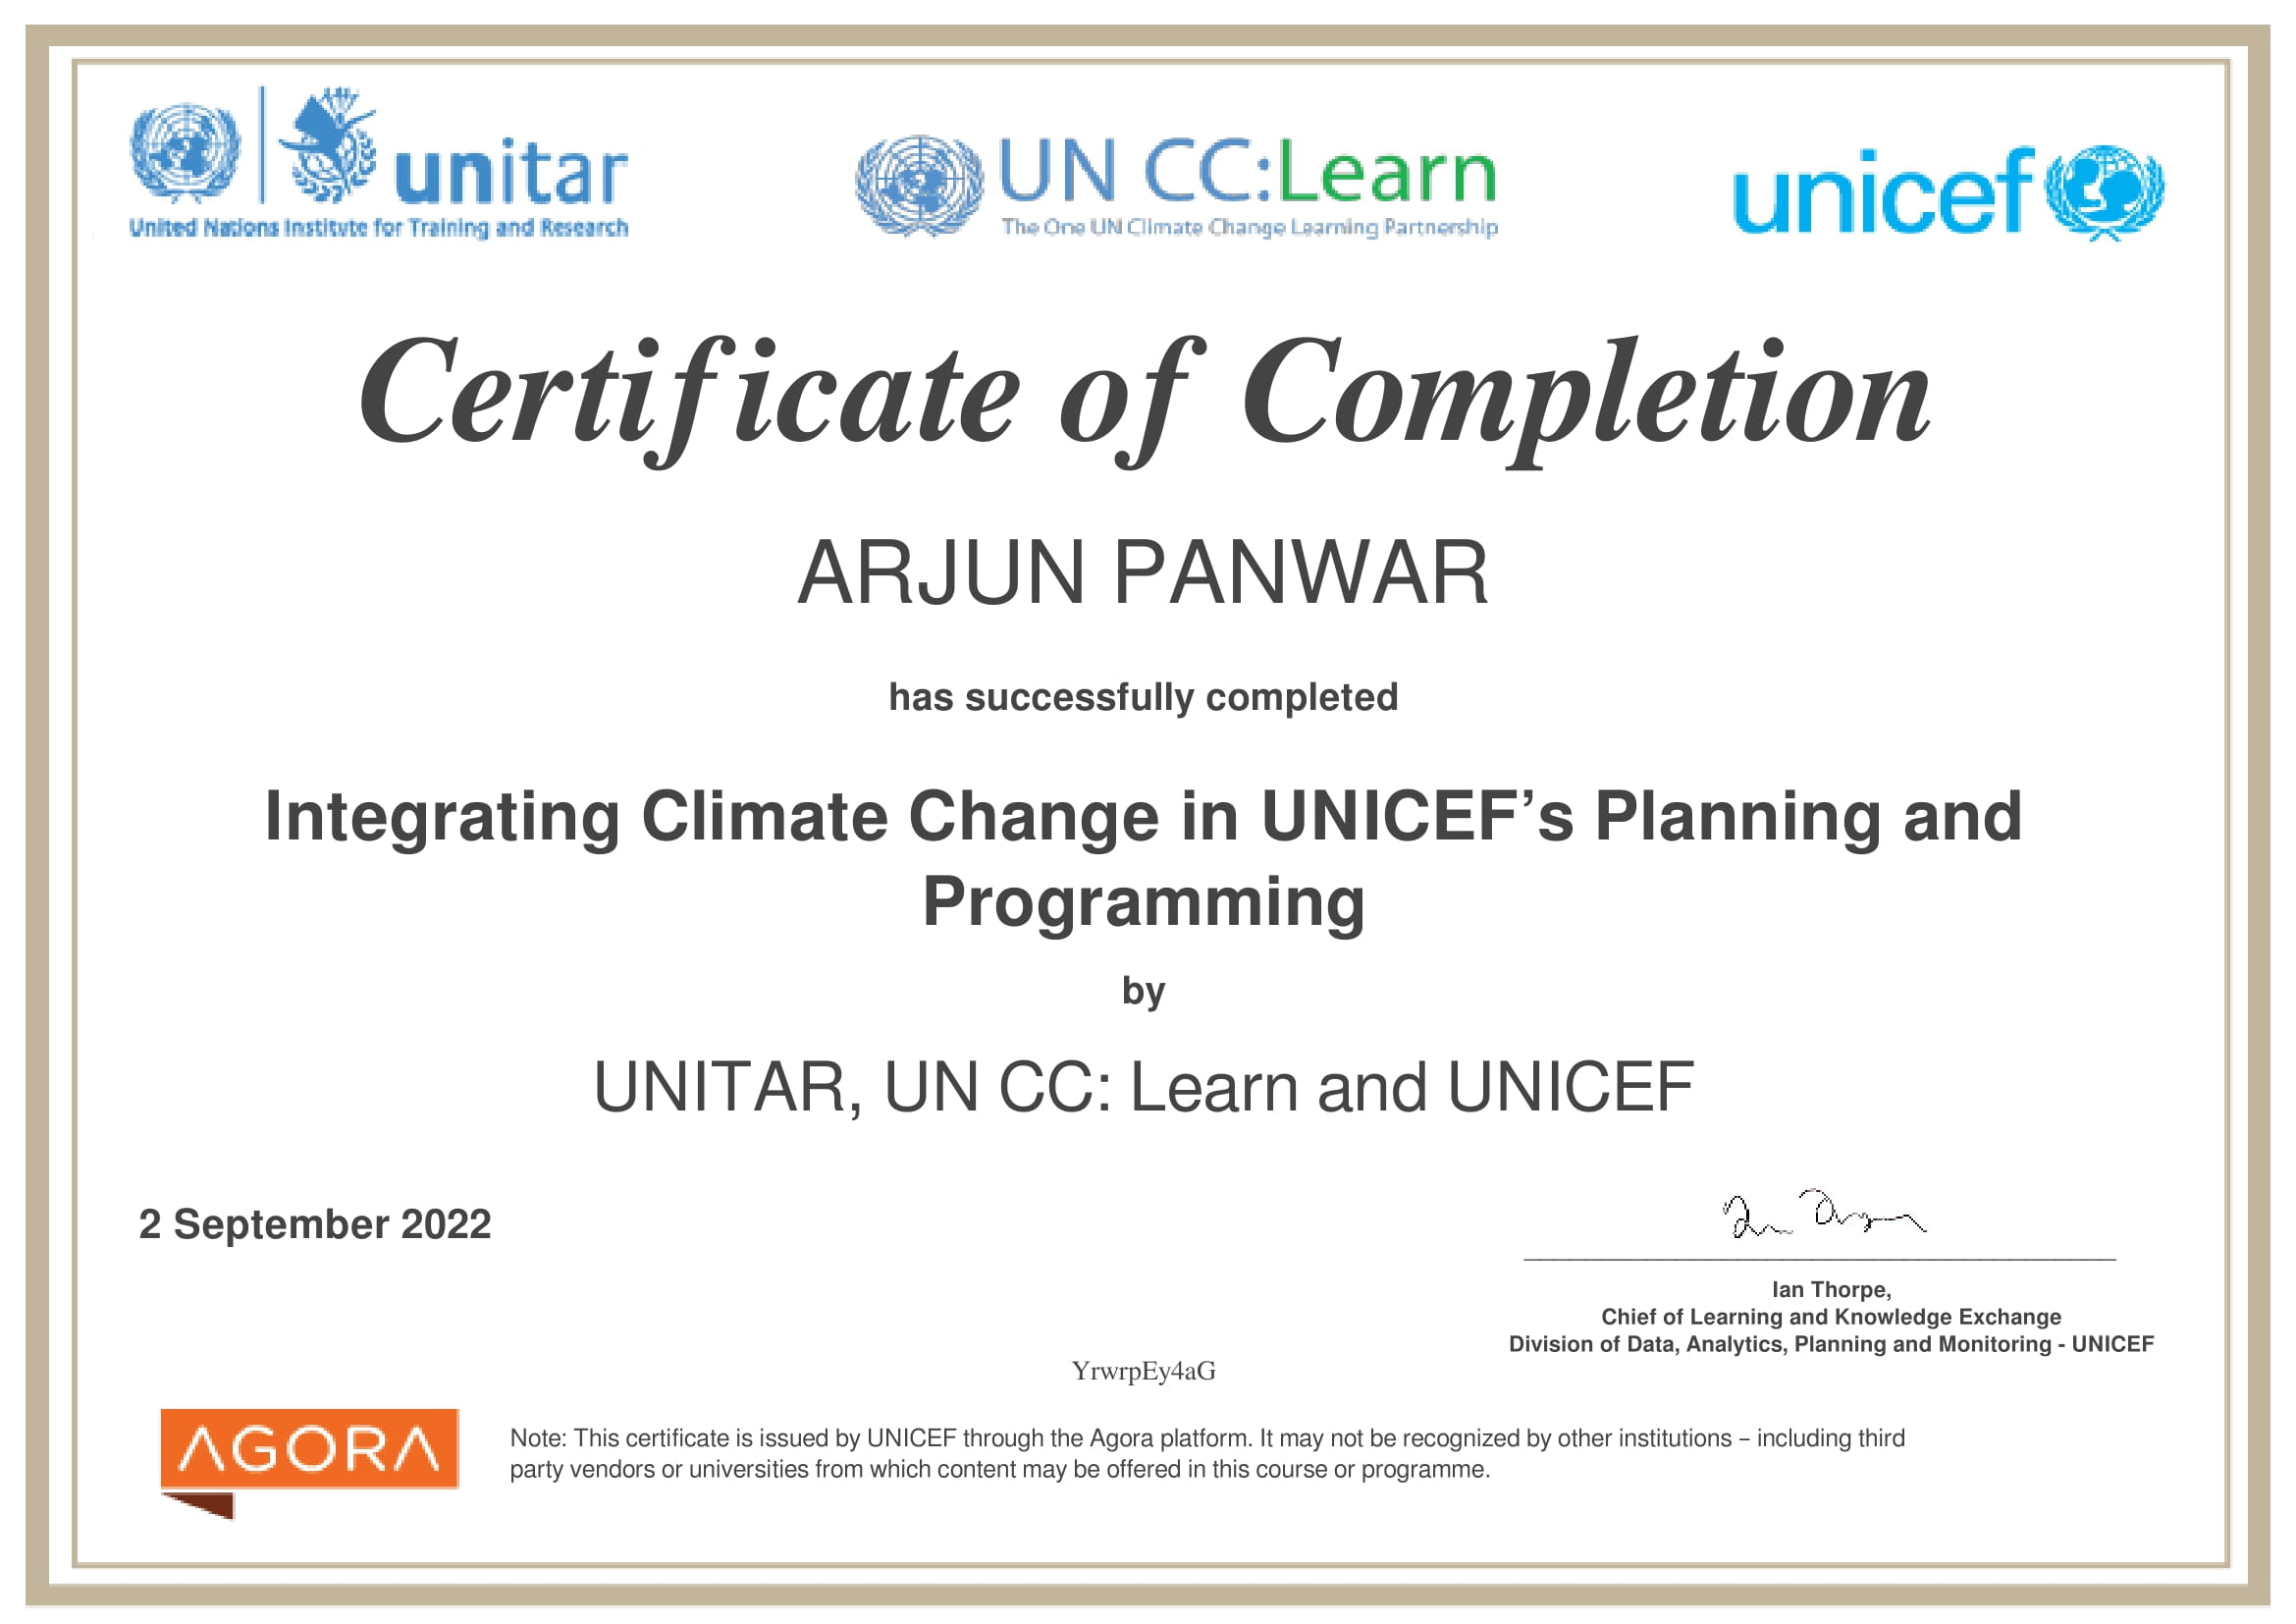 unitar
United Nations Institute for Training and Research
UN CC:Learn
The One UN Climate Change Learning Partnership
unicef
Certificate of Completion
ARJUN PANWAR
has successfully completed
Integrating Climate Change in UNICEF’s Planning and
Programming
by
UNITAR, UN CC: Learn and UNICEF
2 September 2022
Ian Thorpe,
Chief of Learning and Knowledge Exchange
Division of Data, Analytics, Planning and Monitoring - UNICEF
YrwrpEy4aG
AGORA
Note: This certificate is issued by UNICEF through the Agora platform. It may not be recognized by other institutions – including third
party vendors or universities from which content may be offered in this course or programme.